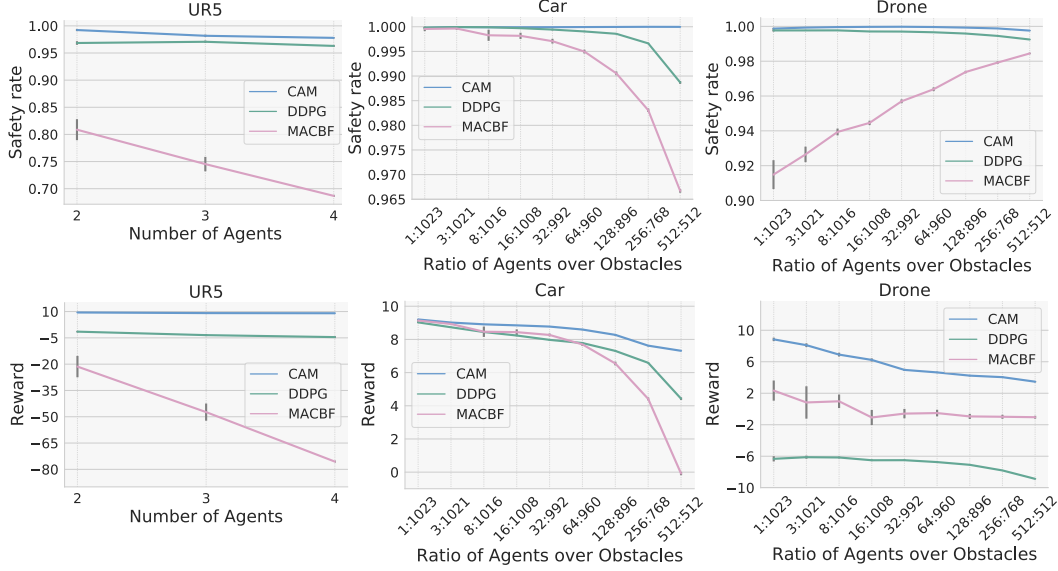 UR5
Safety rate
1.00
0.95
0.90
0.85
0.80
0.75
0.70
CAM
DDPG
MACBF
2
3
4
Number of Agents
Car
Safety rate
1.000
0.995
0.990
0.985
0.980
0.975
0.970
0.965
CAM
DDPG
MACBF
1:1023
3:1021
8:1016
16:1008
32:992
64:960
128:896
256:768
512:512
Ratio of Agents over Obstacles
Drone
Safety rate
1.00
0.98
0.96
0.94
0.92
0.90
CAM
DDPG
MACBF
1:1023
3:1021
8:1016
16:1008
32:992
64:960
128:896
256:768
512:512
Ratio of Agents over Obstacles
UR5
Reward
10
−5
−20
−35
−50
−65
−80
CAM
DDPG
MACBF
2
3
4
Number of Agents
Car
Reward
10
8
6
4
2
0
CAM
DDPG
MACBF
1:1023
3:1021
8:1016
16:1008
32:992
64:960
128:896
256:768
512:512
Ratio of Agents over Obstacles
Drone
Reward
10
6
2
−2
−6
−10
CAM
DDPG
MACBF
1:1023
3:1021
8:1016
16:1008
32:992
64:960
128:896
256:768
512:512
Ratio of Agents over Obstacles